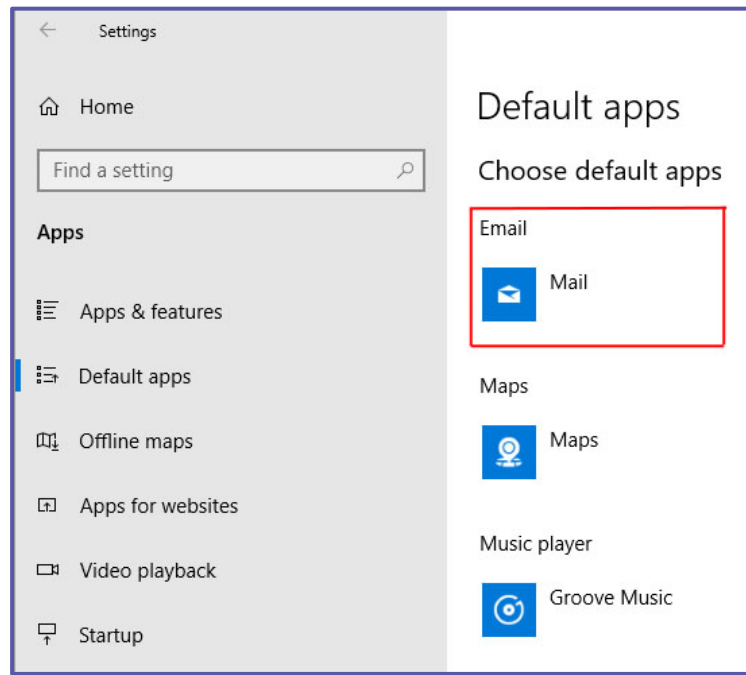 Settings
Home
Find a setting
Apps
Apps & features
Default apps
Offline maps
Apps for websites
Video playback
Startup
Default apps
Choose default apps
Email
Mail
Maps
Maps
Music player
Groove Music